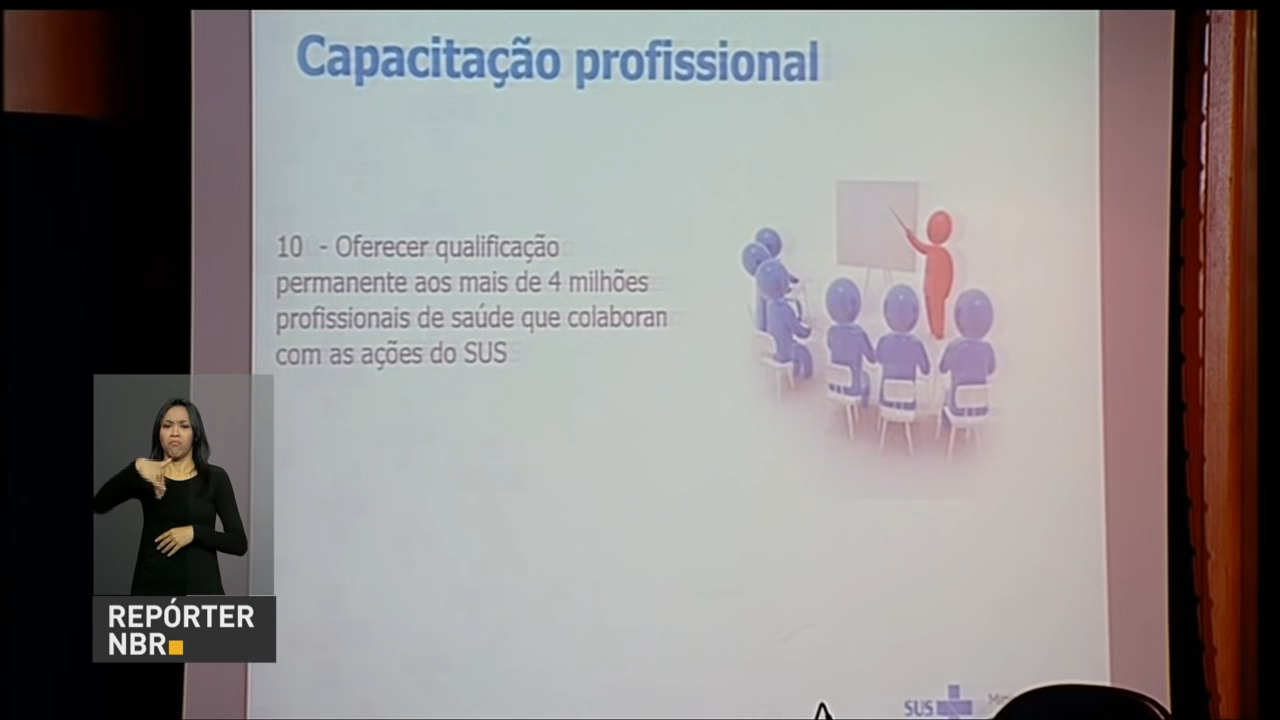 Capacitação profissional
10 - Oferecer qualificação
permanente aos mais de 4 milhões
profissionais de saúde que colaboram
com as ações do SUS
REPÓRTER
NBR
SUS